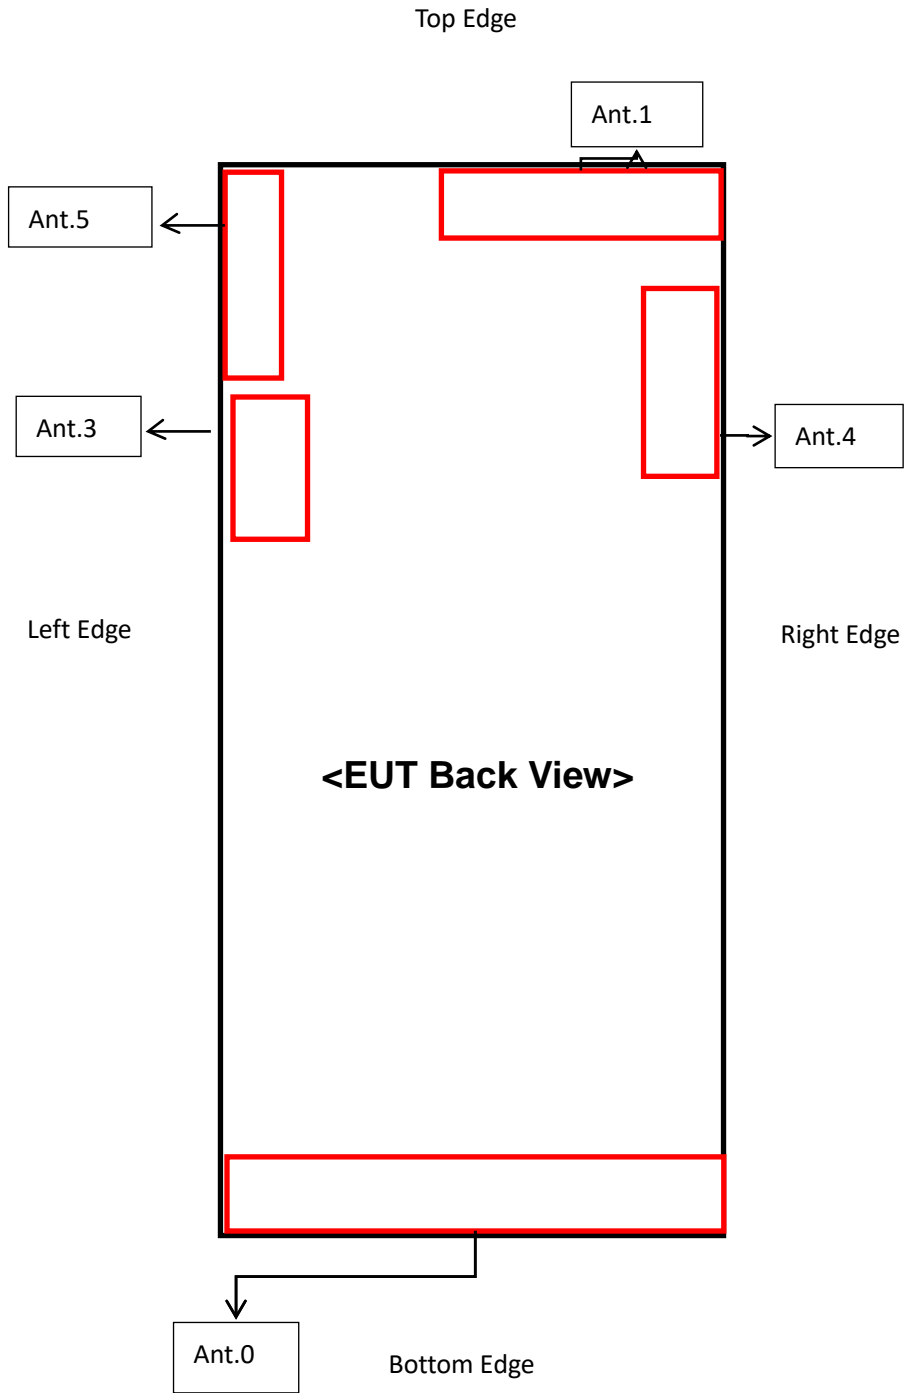 Top Edge
Ant.1
Ant.5
Ant.3
Ant.4
Left Edge
Right Edge
<EUT Back View>
Ant.0
Bottom Edge